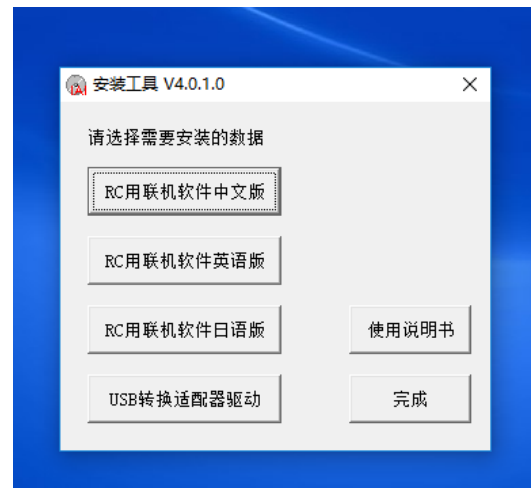 安装工具 V4.0.1.0
请选择需要安装的数据
RC用联机软件中文版
RC用联机软件英语版
RC用联机软件日语版
使用说明书
USB转换适配器驱动
完成